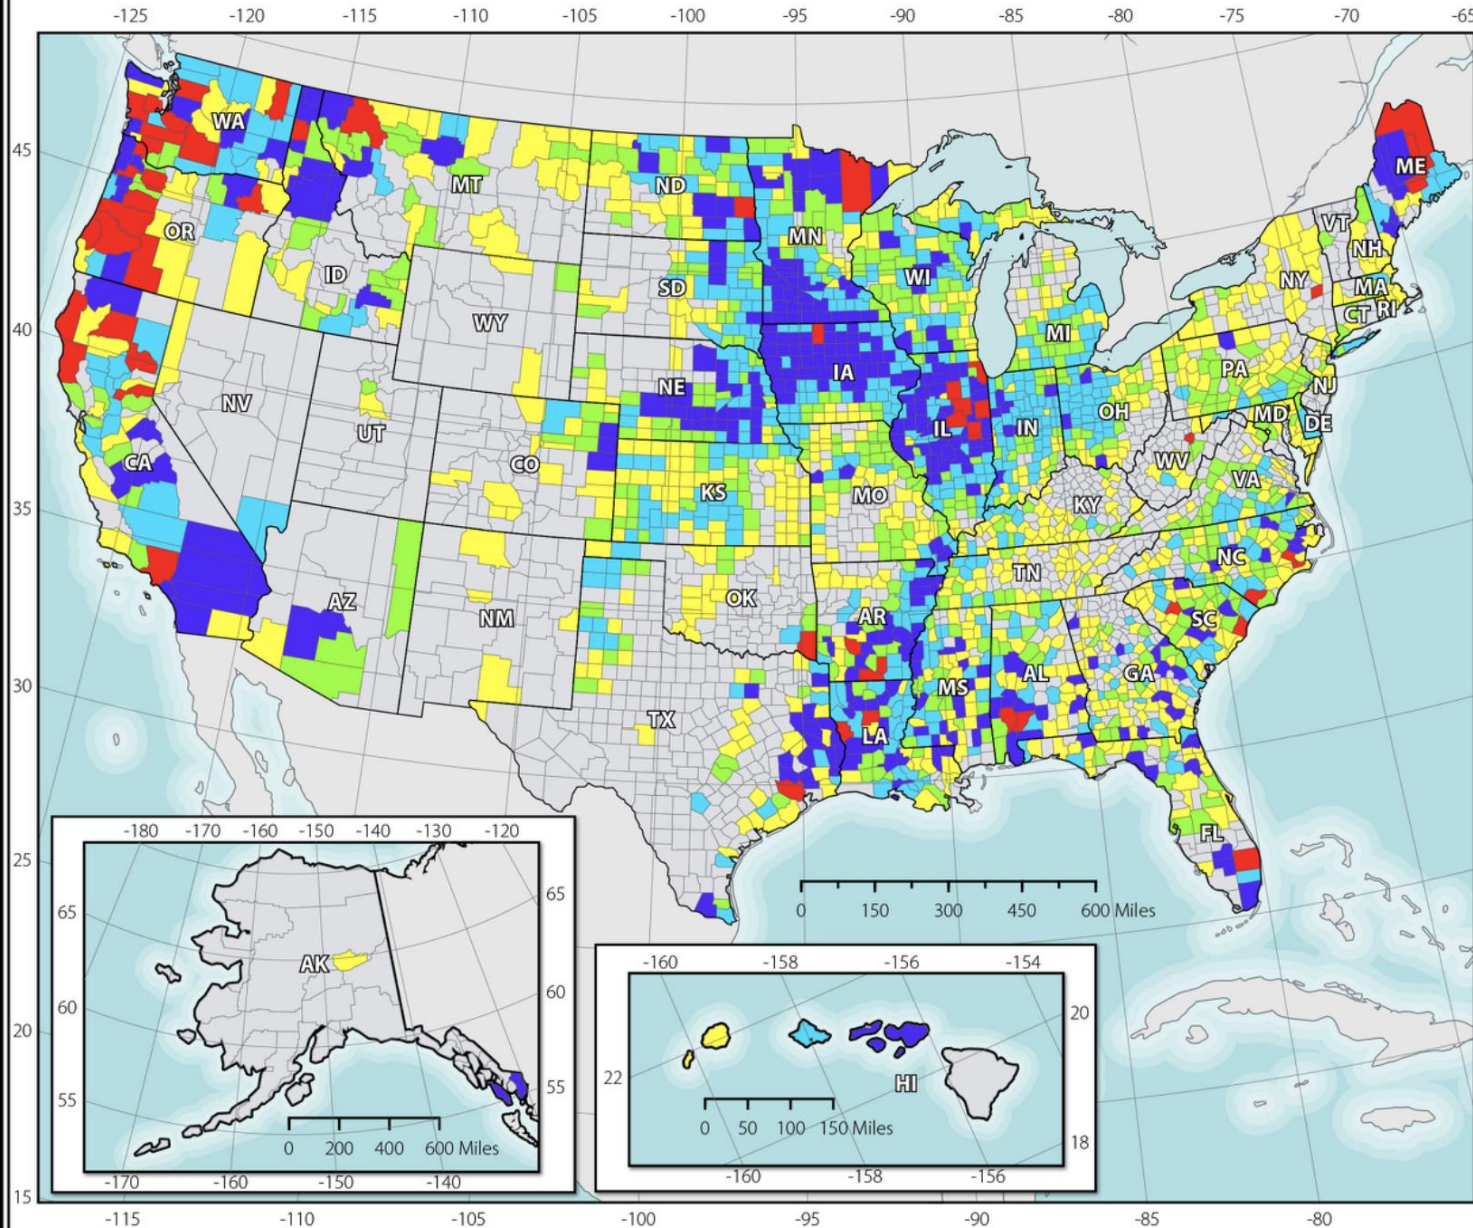 -125 -120 -115 -110 -105 -100 -95 -90 -85 -80 -75 -70 -65
WA
45
MT
ND
ME
OR
MN
VT
NH
ID
WI
NY
SD
MA
40
WY
MI
CT RI
IA
PA
NE
NJ
NV
OH
MD
DE
UT
IL
IN
CA
CO
WV
KS
VA
MO
KY
35
NC
TN
AZ
NM
OK
AR
SC
30
AL
GA
MS
TX
LA
FL
25
0 150 300 450 600 Miles
-180 -170 -160 -150 -140 -130 -120
65
65
AK
60
60
55
55
0 200 400 600 Miles
-170 -160 -150 -140
-160 -158 -156 -154
20
22
HI
0 50 100 150 Miles
18
-160 -158 -156
20
15
-115 -110 -105 -100 -95 -90 -85 -80